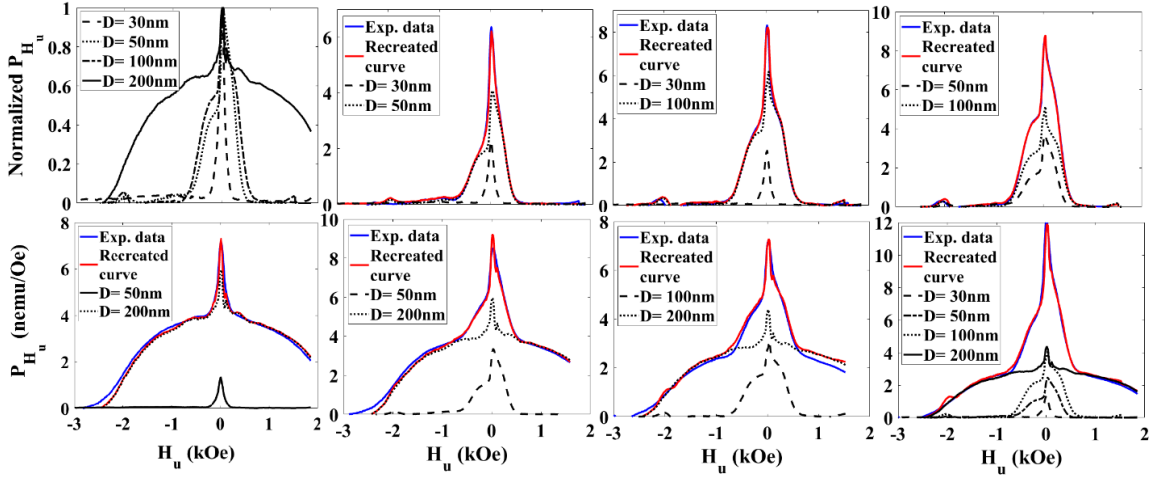 Normalized P_H_u
1
0.8
0.6
0.4
0.2
0
D= 30nm
D= 50nm
D= 100nm
D= 200nm
6
4
2
0
Exp. data
Recreated
curve
D= 30nm
D= 50nm
8
6
4
2
0
Exp. data
Recreated
curve
D= 30nm
D= 100nm
10
8
6
4
2
0
Exp. data
Recreated
curve
D= 50nm
D= 100nm
P_H_u (nemu/Oe)
8
6
4
2
0
Exp. data
Recreated
curve
D= 50nm
D= 200nm
-3 -2 -1 0 1 2
H_u (kOe)
10
8
6
4
2
0
Exp. data
Recreated
curve
D= 50nm
D= 200nm
-3 -2 -1 0 1 2
H_u (kOe)
8
6
4
2
0
Exp. data
Recreated
curve
D= 100nm
D= 200nm
-3 -2 -1 0 1 2
H_u (kOe)
12
10
8
6
4
2
0
Exp. data
Recreated
curve
D= 30nm
D= 50nm
D= 100nm
D= 200nm
-3 -2 -1 0 1 2
H_u (kOe)